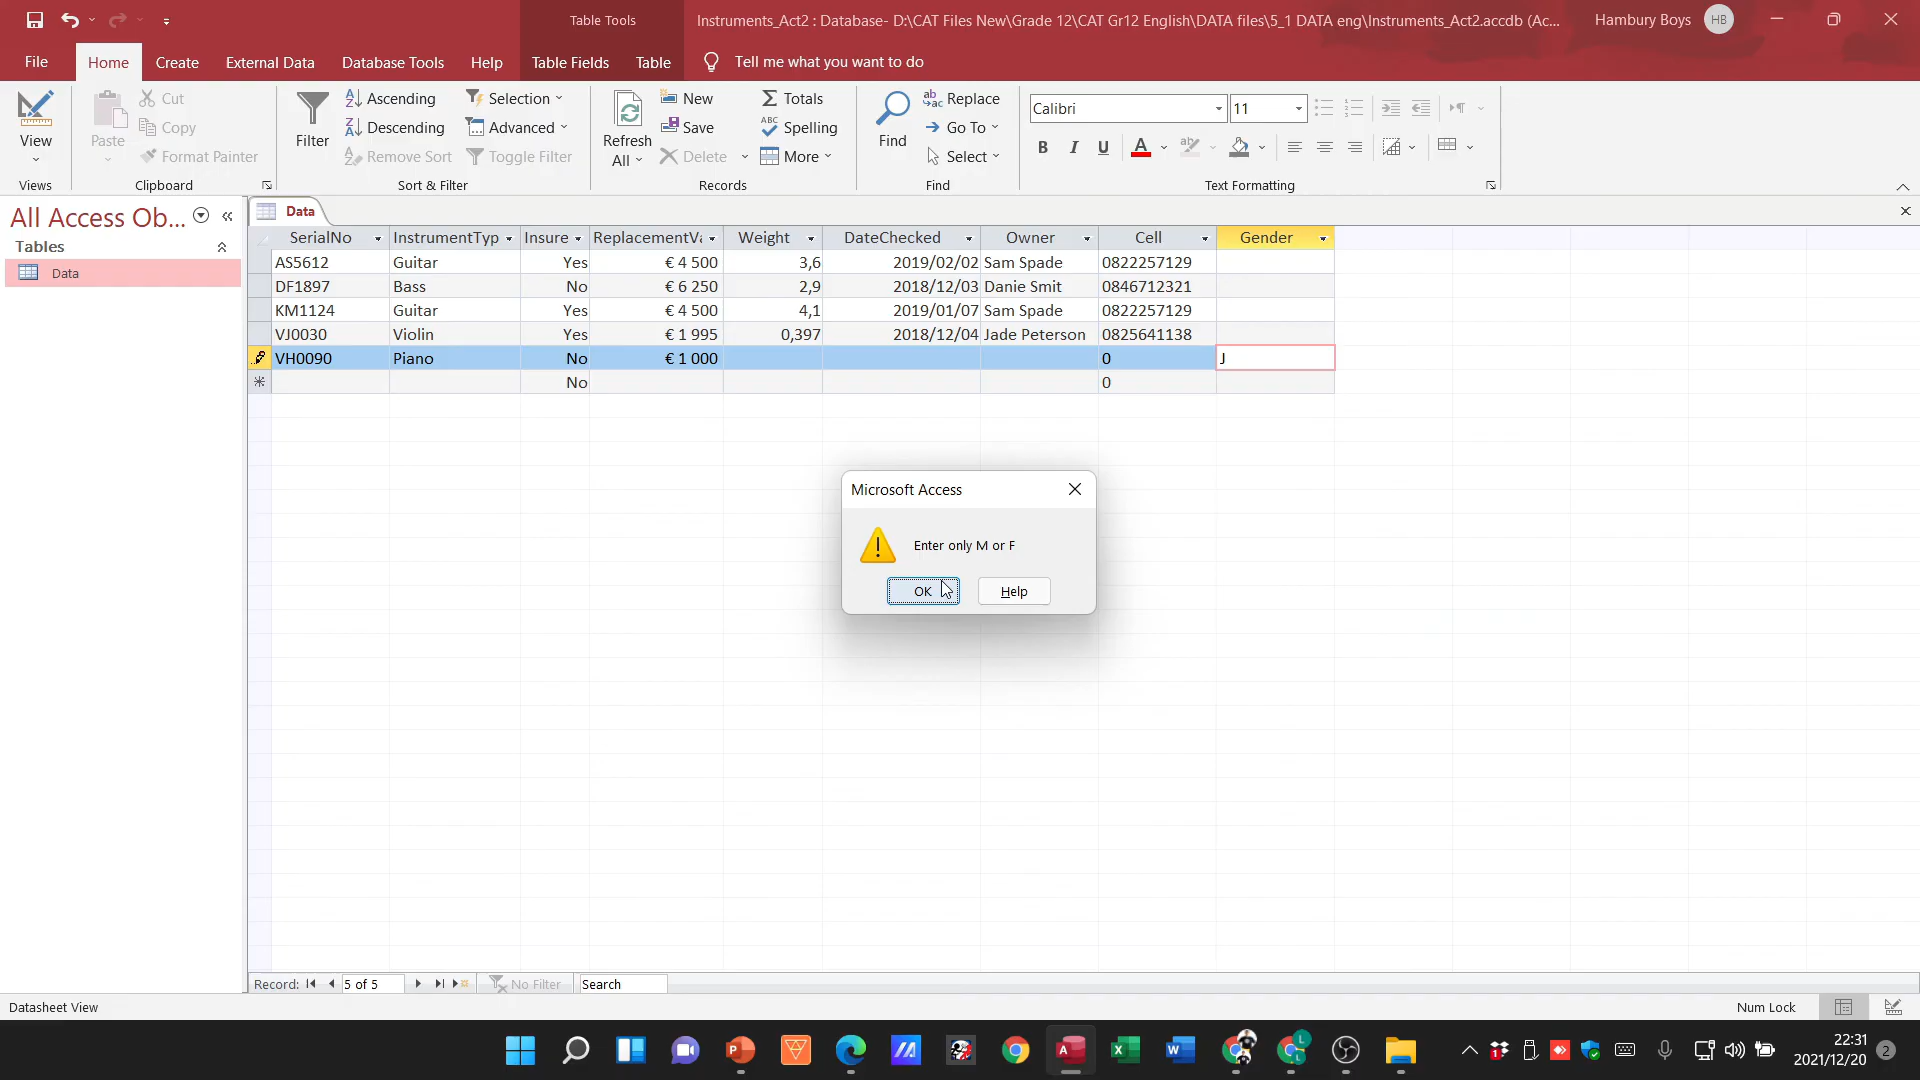 Table Tools
Instruments_Act2 : Database- D:\CAT Files New\Grade 12\CAT Gr12 English\DATA files\5_1 DATA eng\Instruments_Act2.accdb (Ac...
Hambury Boys
HB
File Home Create External Data Database Tools Help Table Fields Table Tell me what you want to do
View
Views
Paste
Cut
Copy
Format Painter
Clipboard
Filter
Ascending
Descending
Remove Sort
Selection
Advanced
Toggle Filter
Sort & Filter
Refresh
All
New
Save
Delete
Totals
Spelling
More
Records
Find
Replace
Go To
Select
Find
Calibri 11
B I U A
Text Formatting
All Access Ob...
Tables
Data
Data
SerialNo InstrumentTyp Insure ReplacementVa Weight DateChecked Owner Cell Gender
AS5612 Guitar Yes € 4 500 3,6 2019/02/02 Sam Spade 0822257129
DF1897 Bass No € 6 250 2,9 2018/12/03 Danie Smit 0846712321
KM1124 Guitar Yes € 4 500 4,1 2019/01/07 Sam Spade 0822257129
VJ0030 Violin Yes € 1 995 0,397 2018/12/04 Jade Peterson 0825641138
VH0090 Piano No € 1 000 0 J
No 0
Microsoft Access
Enter only M or F
OK Help
Record: 5 of 5 No Filter Search
Datasheet View
Num Lock
22:31
2021/12/20
2